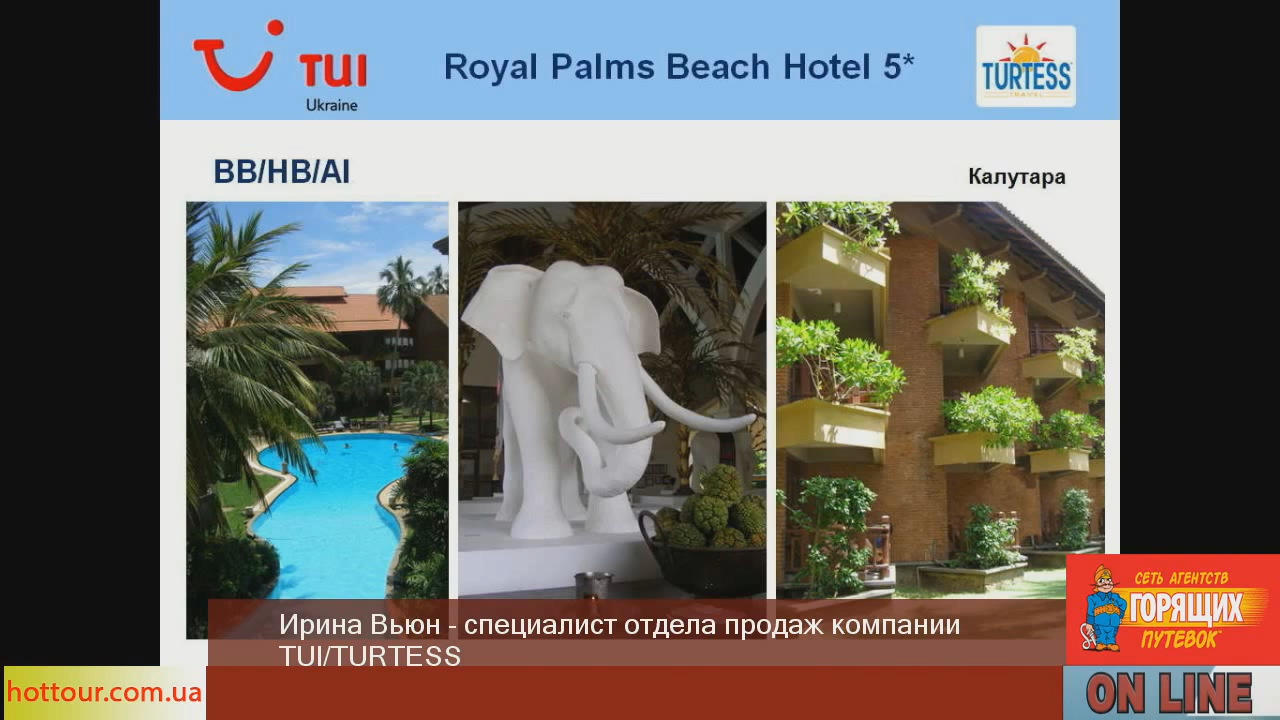 TUI
Ukraine
Royal Palms Beach Hotel 5*
TURTESS
TRAVEL
BB/HB/AI
Калутара
СЕТЬ АГЕНТСТВ
ГОРЯЩИХ
ПУТЕВОК
Ирина Вьюн - специалист отдела продаж компании
TUI/TURTESS
hottour.com.ua
ON LINE